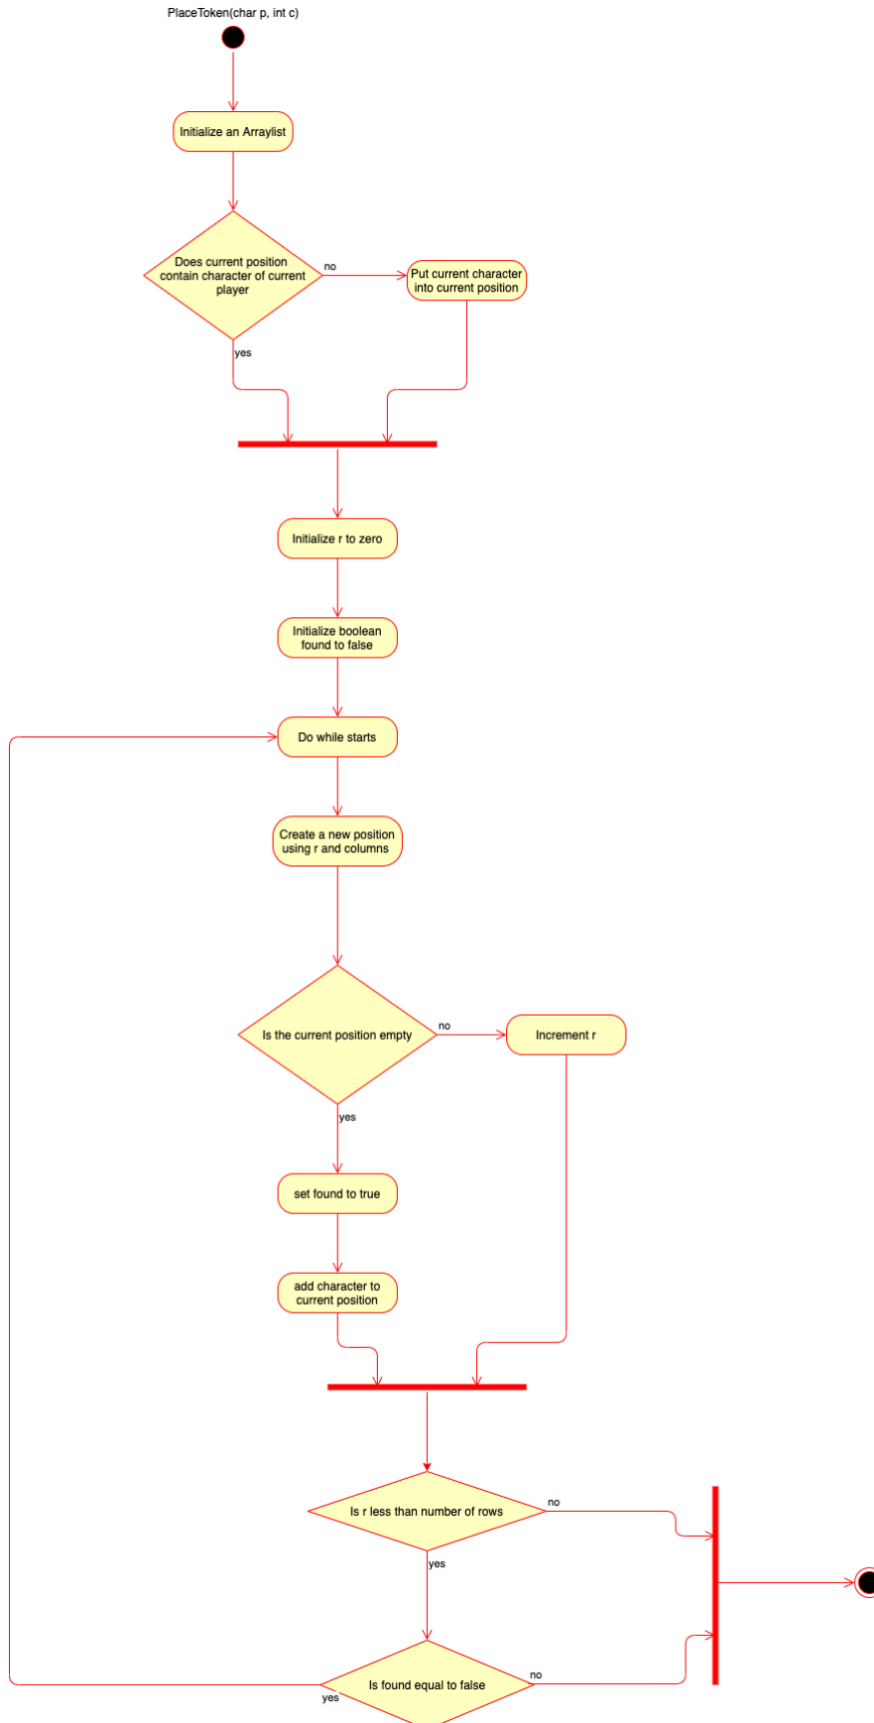 PlaceToken(char p, int c)
Initialize an Arraylist
Does current position
contain character of current
player
no
Put current character
into current position
yes
Initialize r to zero
Initialize boolean
found to false
Do while starts
Create a new position
using r and columns
Is the current position empty
no
Increment r
yes
set found to true
add character to
current position
Is r less than number of rows
no
yes
Is found equal to false
no
yes